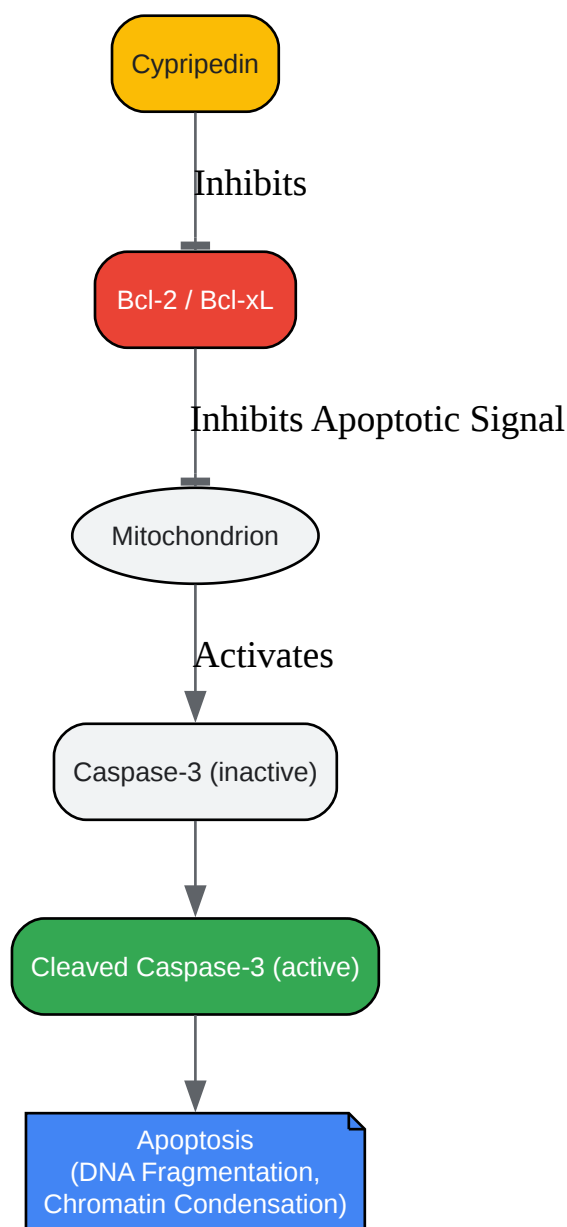 Cypripedin
Inhibits
Bcl-2 / Bcl-xL
Inhibits Apoptotic Signal
Mitochondrion
Activates
Caspase-3 (inactive)
Cleaved Caspase-3 (active)
Apoptosis
(DNA Fragmentation,
Chromatin Condensation)